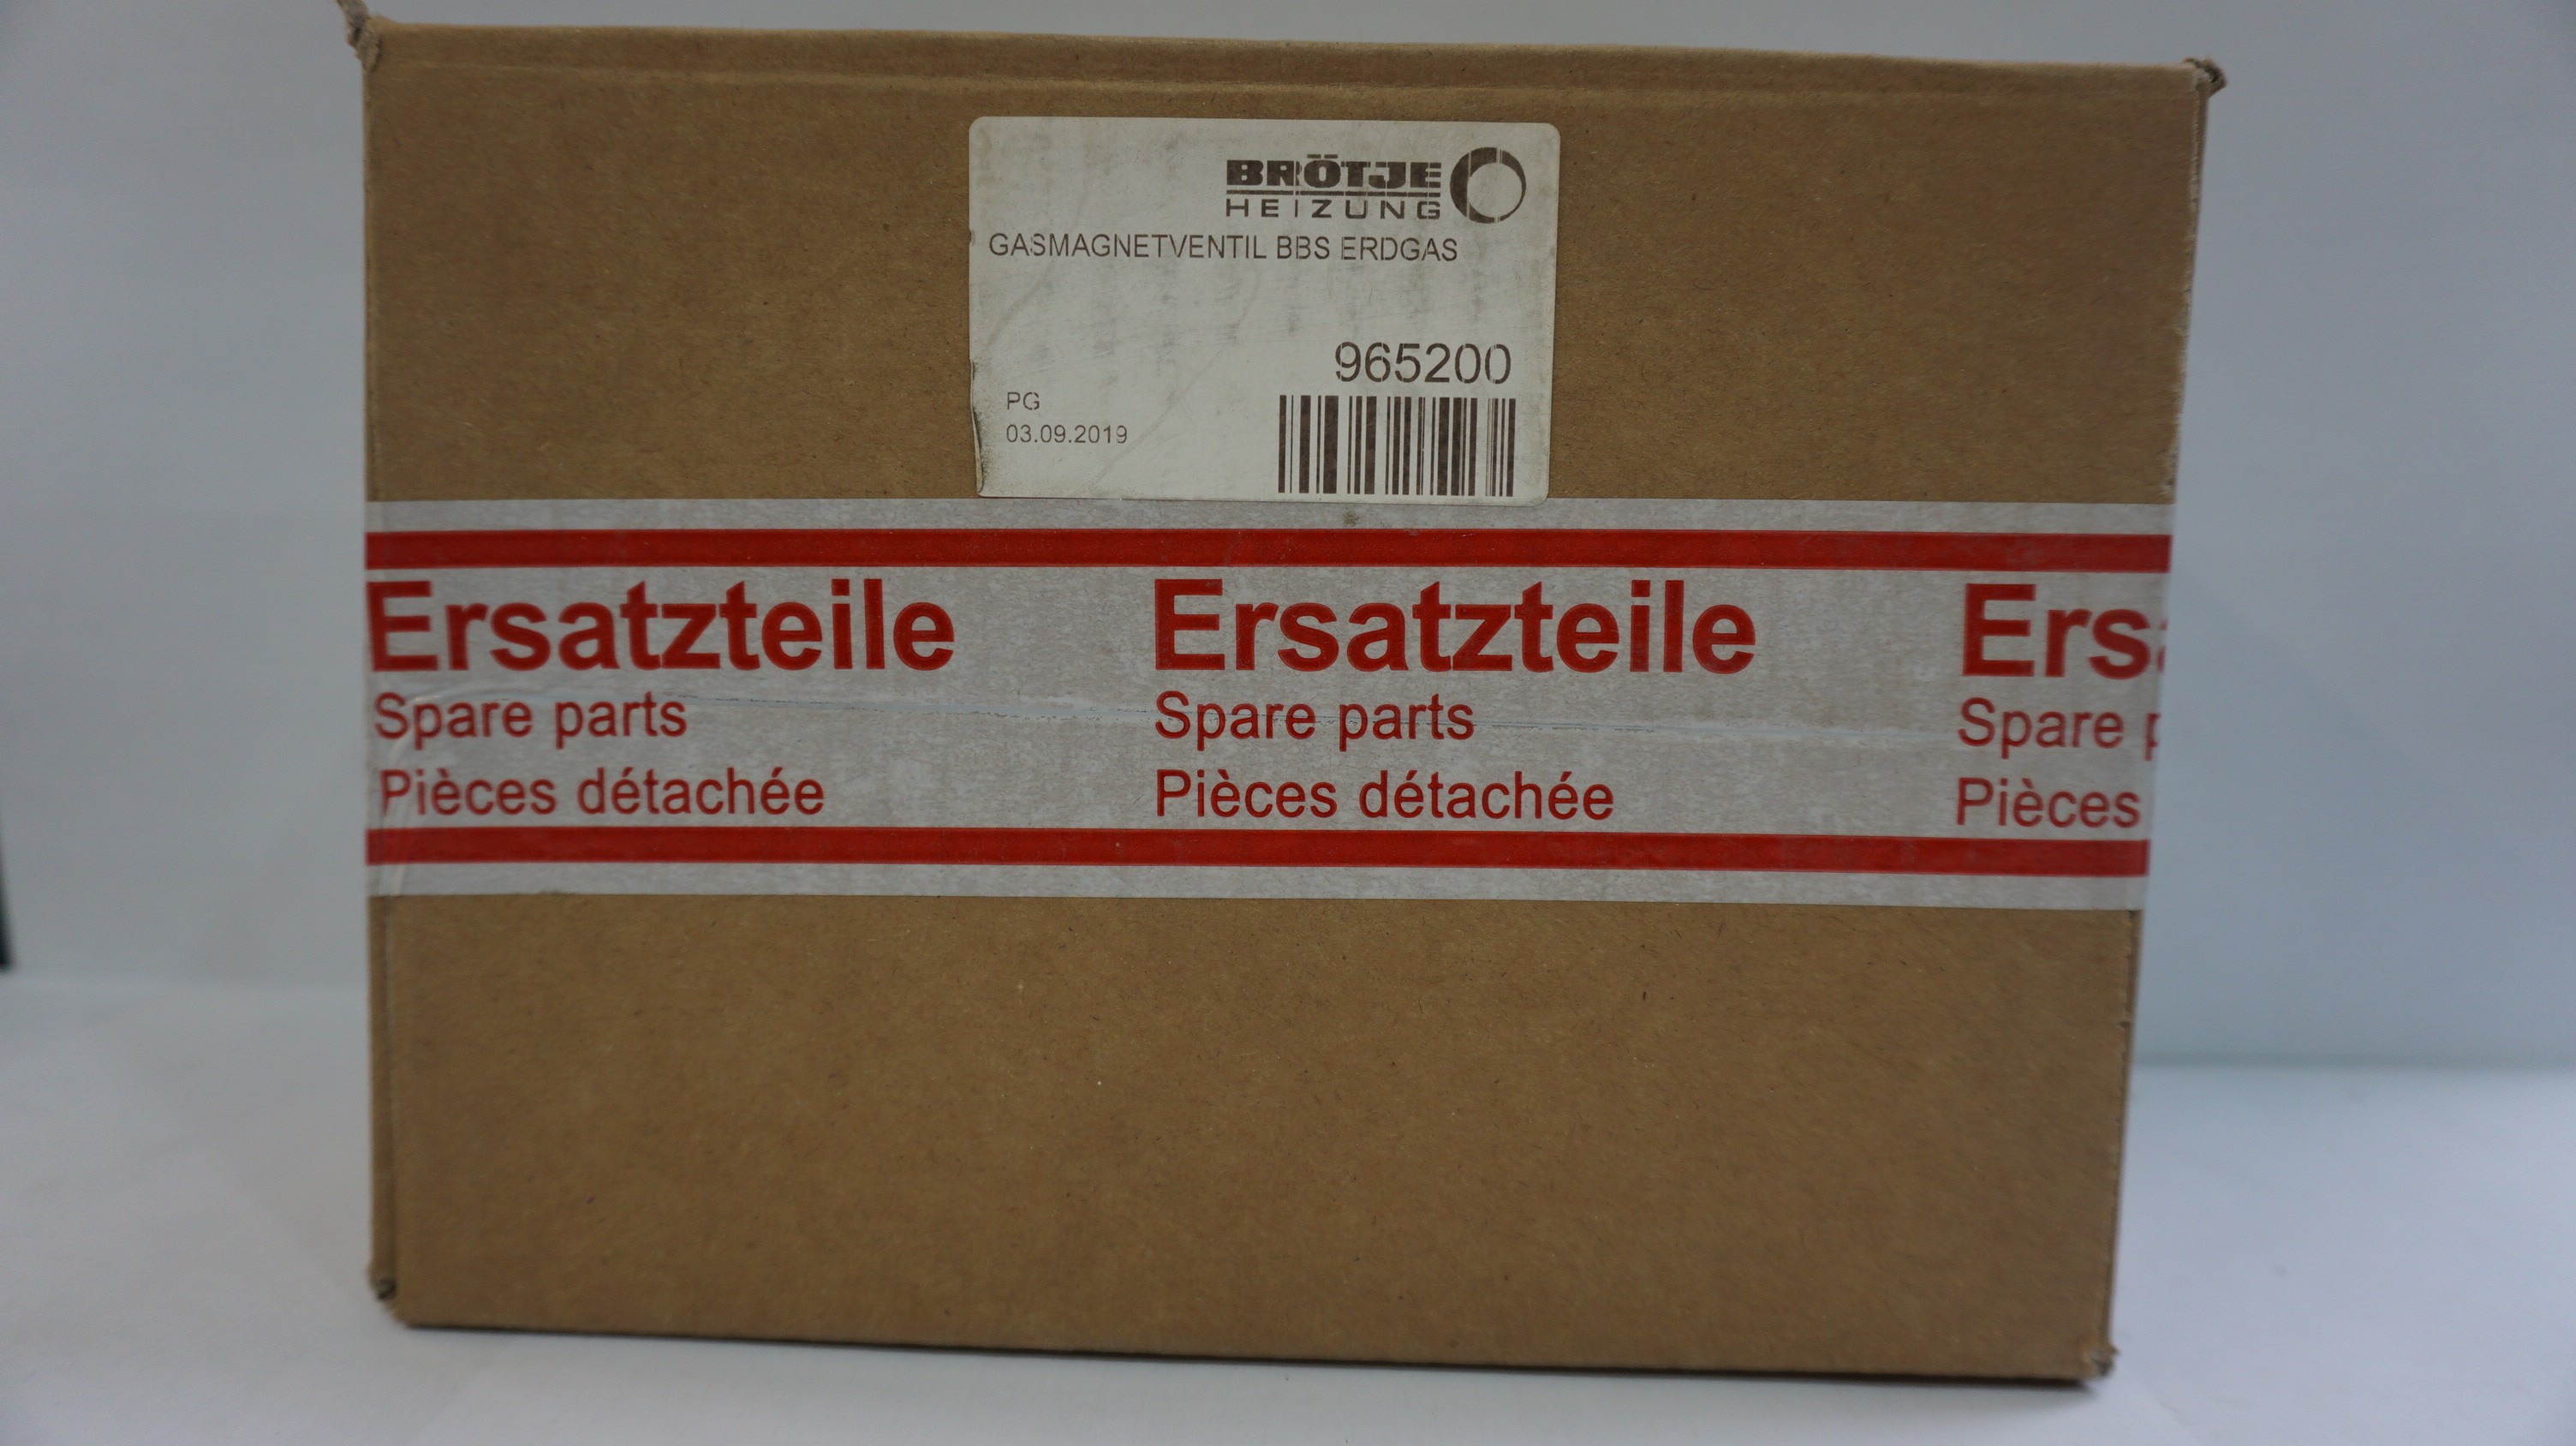 BRÖTJE
HEIZUNG
GASMAGNETVENTIL BBS ERDGAS
965200
PG
03.09.2019
Ersatzteile Ersatzteile Ers
Spare parts Spare parts Spare p
Pièces détachée Pièces détachée Pièces